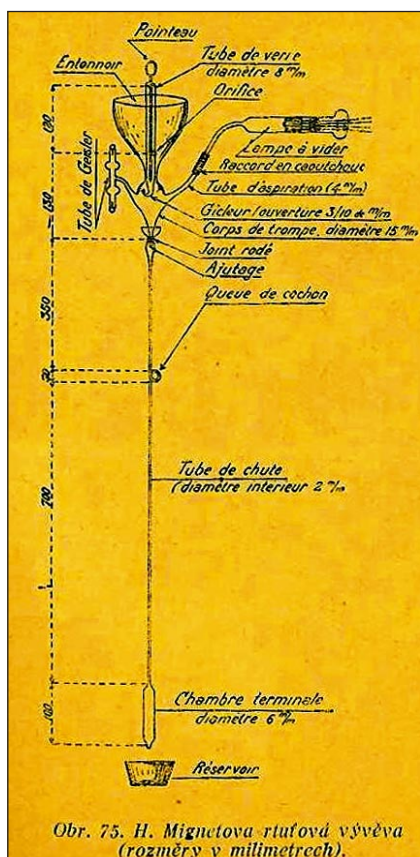 Pointeau
Tube de verre
diamètre 8 m/m
Entonnoir
Orifice
Lampe à vider
Raccord en caoutchouc
Tube d'aspiration (4 m/m)
Tube de Geisler
Gicleur / ouverture 3/10 de m/m
Corps de trompe, diamètre 15 m/m
Joint rodé
Ajutage
Queue de cochon
350
30
700
Tube de chute
(diamètre intérieur 2 m/m
100
Chambre terminale
diamètre 6 m/m
Réservoir
Obr. 75. H. Mignetova rtuťová vývěva
(rozměry v milimetrech).